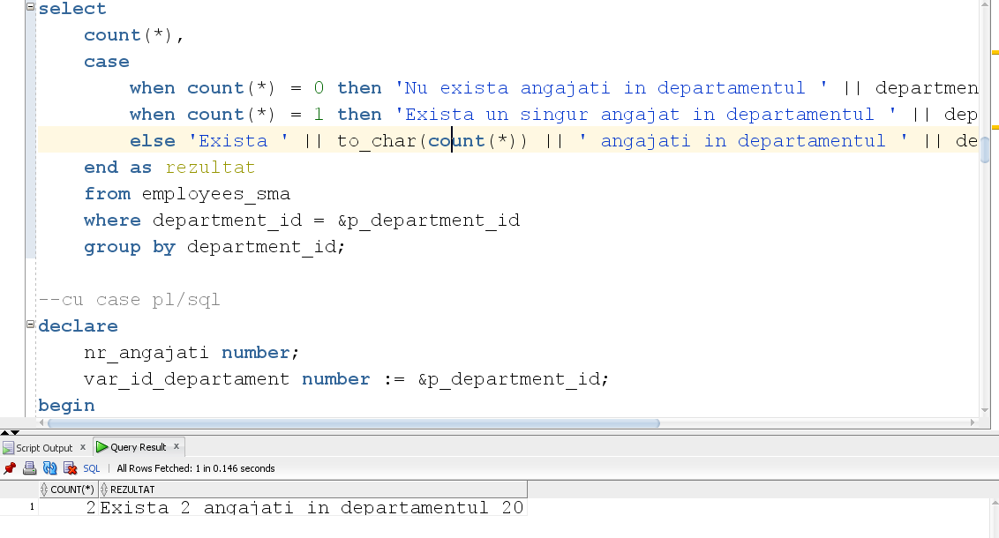 select
count(*),
case
when count(*) = 0 then 'Nu exista angajati in departamentul ' || departmen
when count(*) = 1 then 'Exista un singur angajat in departamentul ' || dep
else 'Exista ' || to_char(count(*)) || ' angajati in departamentul ' || de
end as rezultat
from employees_sma
where department_id = &p_department_id
group by department_id;
--cu case pl/sql
declare
nr_angajati number;
var_id_departament number := &p_department_id;
begin
Script Output x Query Result x
SQL | All Rows Fetched: 1 in 0.146 seconds
COUNT(*) REZULTAT
1 2 Exista 2 angajati in departamentul 20